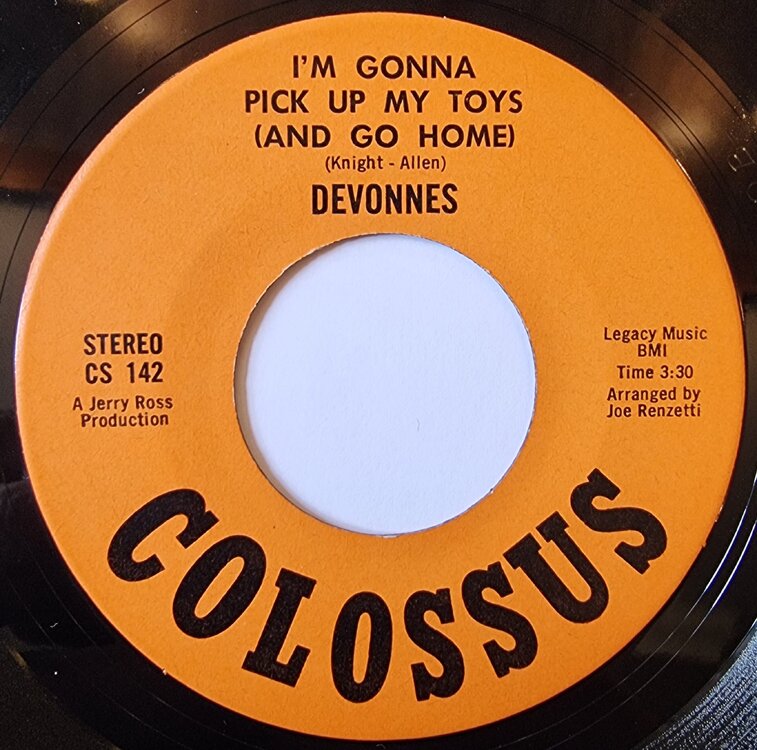 I'M GONNA
PICK UP MY TOYS
(AND GO HOME)
(Knight - Allen)
DEVONNES
STEREO
CS 142
A Jerry Ross
Production
Legacy Music
BMI
Time 3:30
Arranged by
Joe Renzetti
COLOSSUS